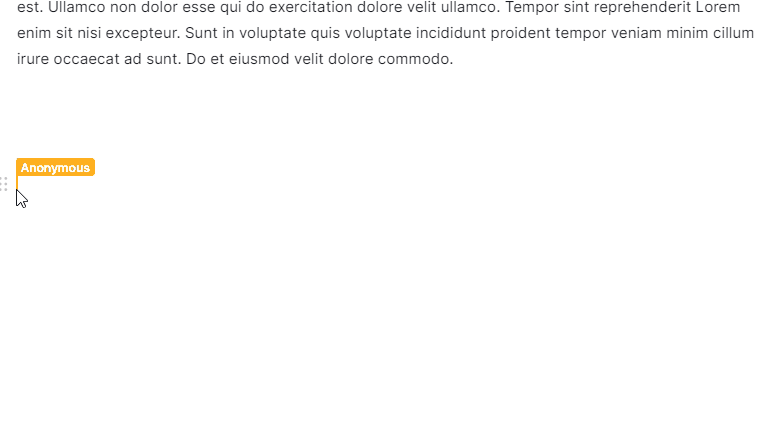 est. Ullamco non dolor esse qui do exercitation dolore velit ullamco. Tempor sint reprehenderit Lorem
enim sit nisi excepteur. Sunt in voluptate quis voluptate incididunt proident tempor veniam minim cillum
irure occaecat ad sunt. Do et eiusmod velit dolore commodo.
Anonymous